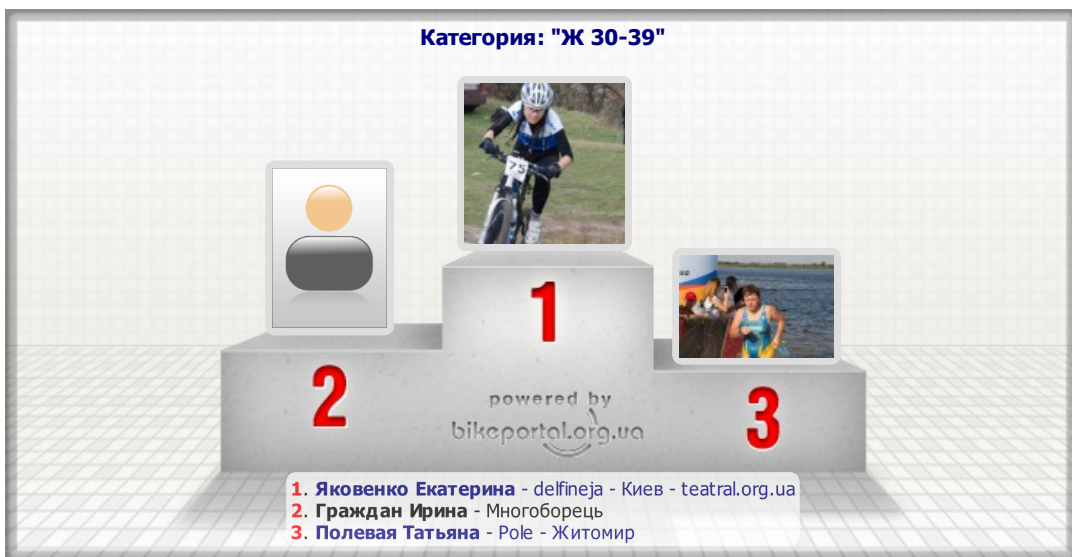 Категория: "Ж 30-39"
75
1
2
3
powered by
bikeportal.org.ua
1. Яковенко Екатерина - delfineja - Киев - teatral.org.ua
2. Граждан Ирина - Многоборець
3. Полевая Татьяна - Pole - Житомир